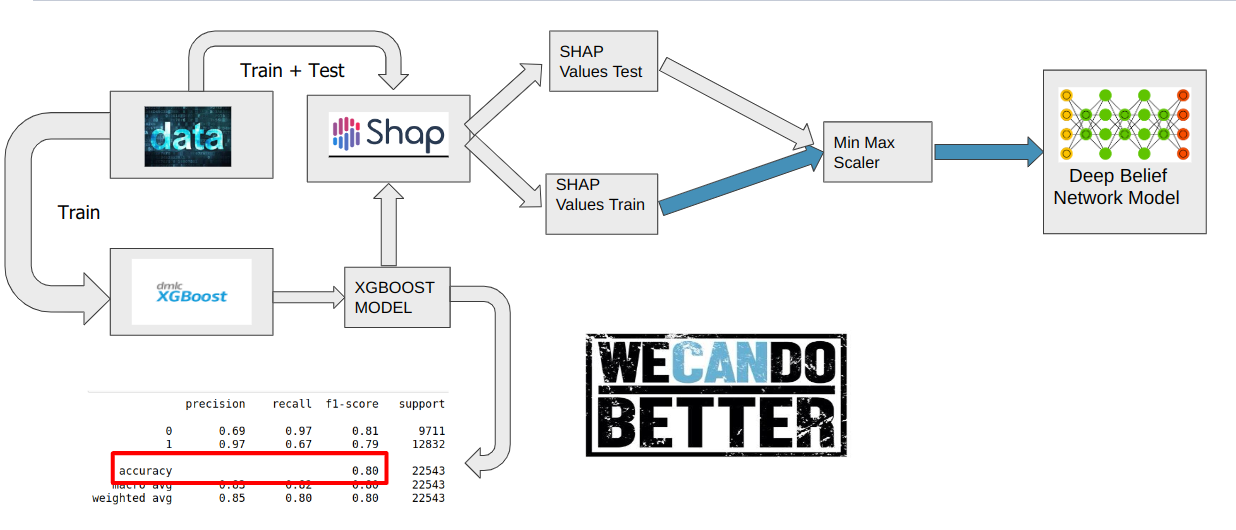 Train + Test
data
Shap
SHAP
Values Test
Min Max
Scaler
Deep Belief
Network Model
SHAP
Values Train
Train
dmlc
XGBoost
XGBOOST
MODEL
WE CAN DO
BETTER
precision recall f1-score support
0 0.69 0.97 0.81 9711
1 0.97 0.67 0.79 12832
accuracy 0.80 22543
macro avg 0.83 0.82 0.80 22543
weighted avg 0.85 0.80 0.80 22543